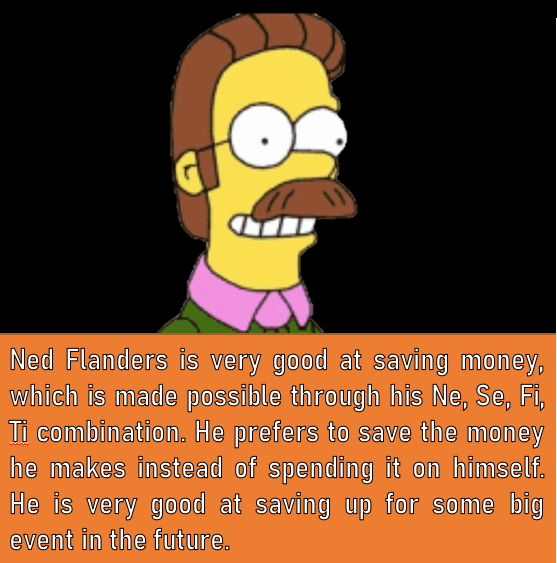 Ned Flanders is very good at saving money,
which is made possible through his Ne, Se, Fi,
Ti combination. He prefers to save the money
he makes instead of spending it on himself.
He is very good at saving up for some big
event in the future.